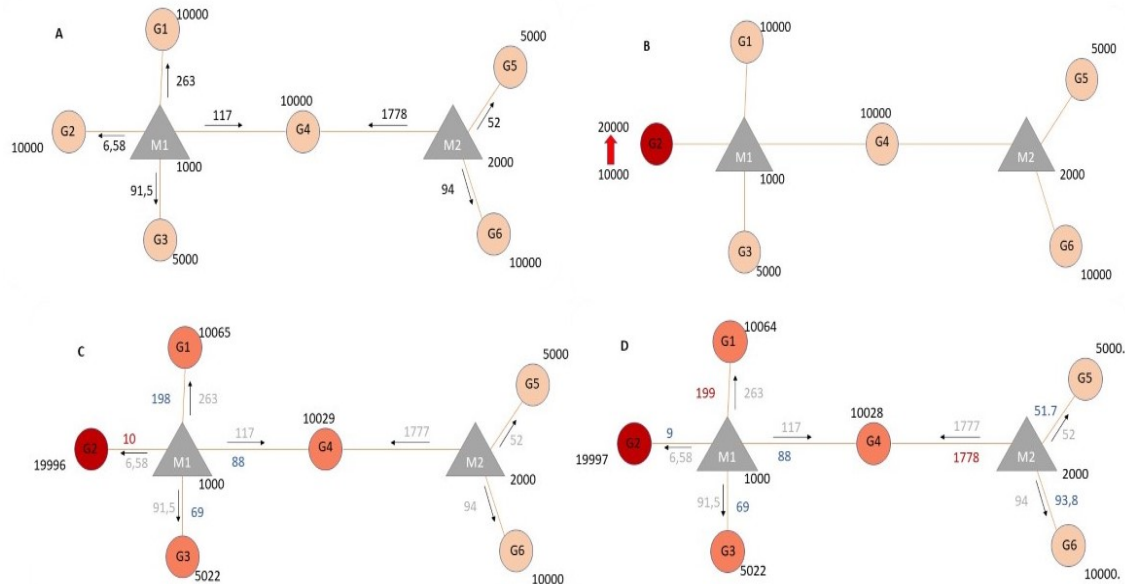 A
10000
G1
263
5000
G5
10000
117
1778
52
G2
G4
10000
6,58
M1
1000
M2
2000
91,5
94
G3
5000
G6
10000
B
10000
G1
5000
G5
20000
10000
G2
G4
10000
M1
1000
M2
2000
G3
5000
G6
10000
C
10065
G1
198
263
5000
G5
10
117
10029
1777
52
G2
6,58
M1
88
G4
M2
19996
1000
2000
91,5
69
94
G3
5022
G6
10000
D
10064
G1
199
263
5000.
G5
51.7
9
117
10028
1777
52
G2
6,58
M1
88
G4
1778
M2
19997
1000
2000
91,5
69
94
93,8
G3
5022
G6
10000.